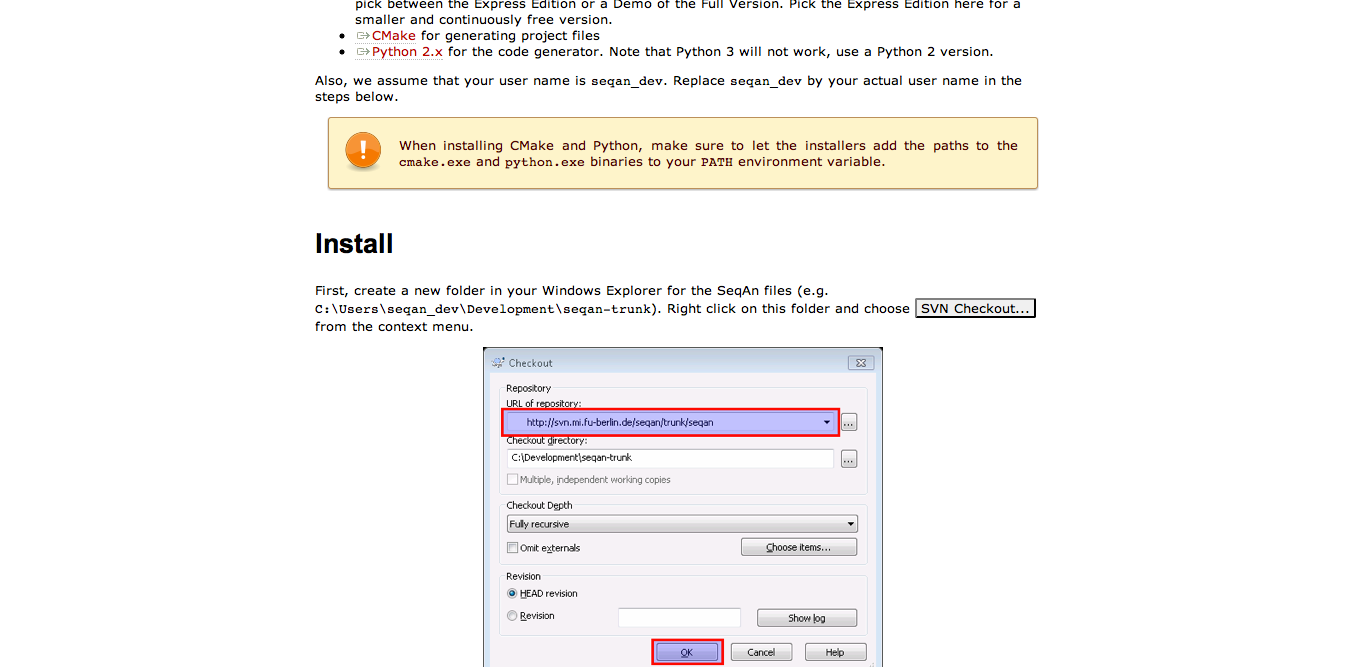 pick between the Express Edition or a Demo of the Full Version. Pick the Express Edition here for a
smaller and continuously free version.
CMake for generating project files
Python 2.x for the code generator. Note that Python 3 will not work, use a Python 2 version.
Also, we assume that your user name is seqan_dev. Replace seqan_dev by your actual user name in the
steps below.
When installing CMake and Python, make sure to let the installers add the paths to the
cmake.exe and python.exe binaries to your PATH environment variable.
Install
First, create a new folder in your Windows Explorer for the SeqAn files (e.g.
C:\Users\seqan_dev\Development\seqan-trunk). Right click on this folder and choose SVN Checkout...
from the context menu.
Checkout
Repository
URL of repository:
http://svn.mi.fu-berlin.de/seqan/trunk/seqan
...
Checkout directory:
C:\Development\seqan-trunk
...
Multiple, independent working copies
Checkout Depth
Fully recursive
Omit externals
Choose items...
Revision
HEAD revision
Revision
Show log
OK
Cancel
Help